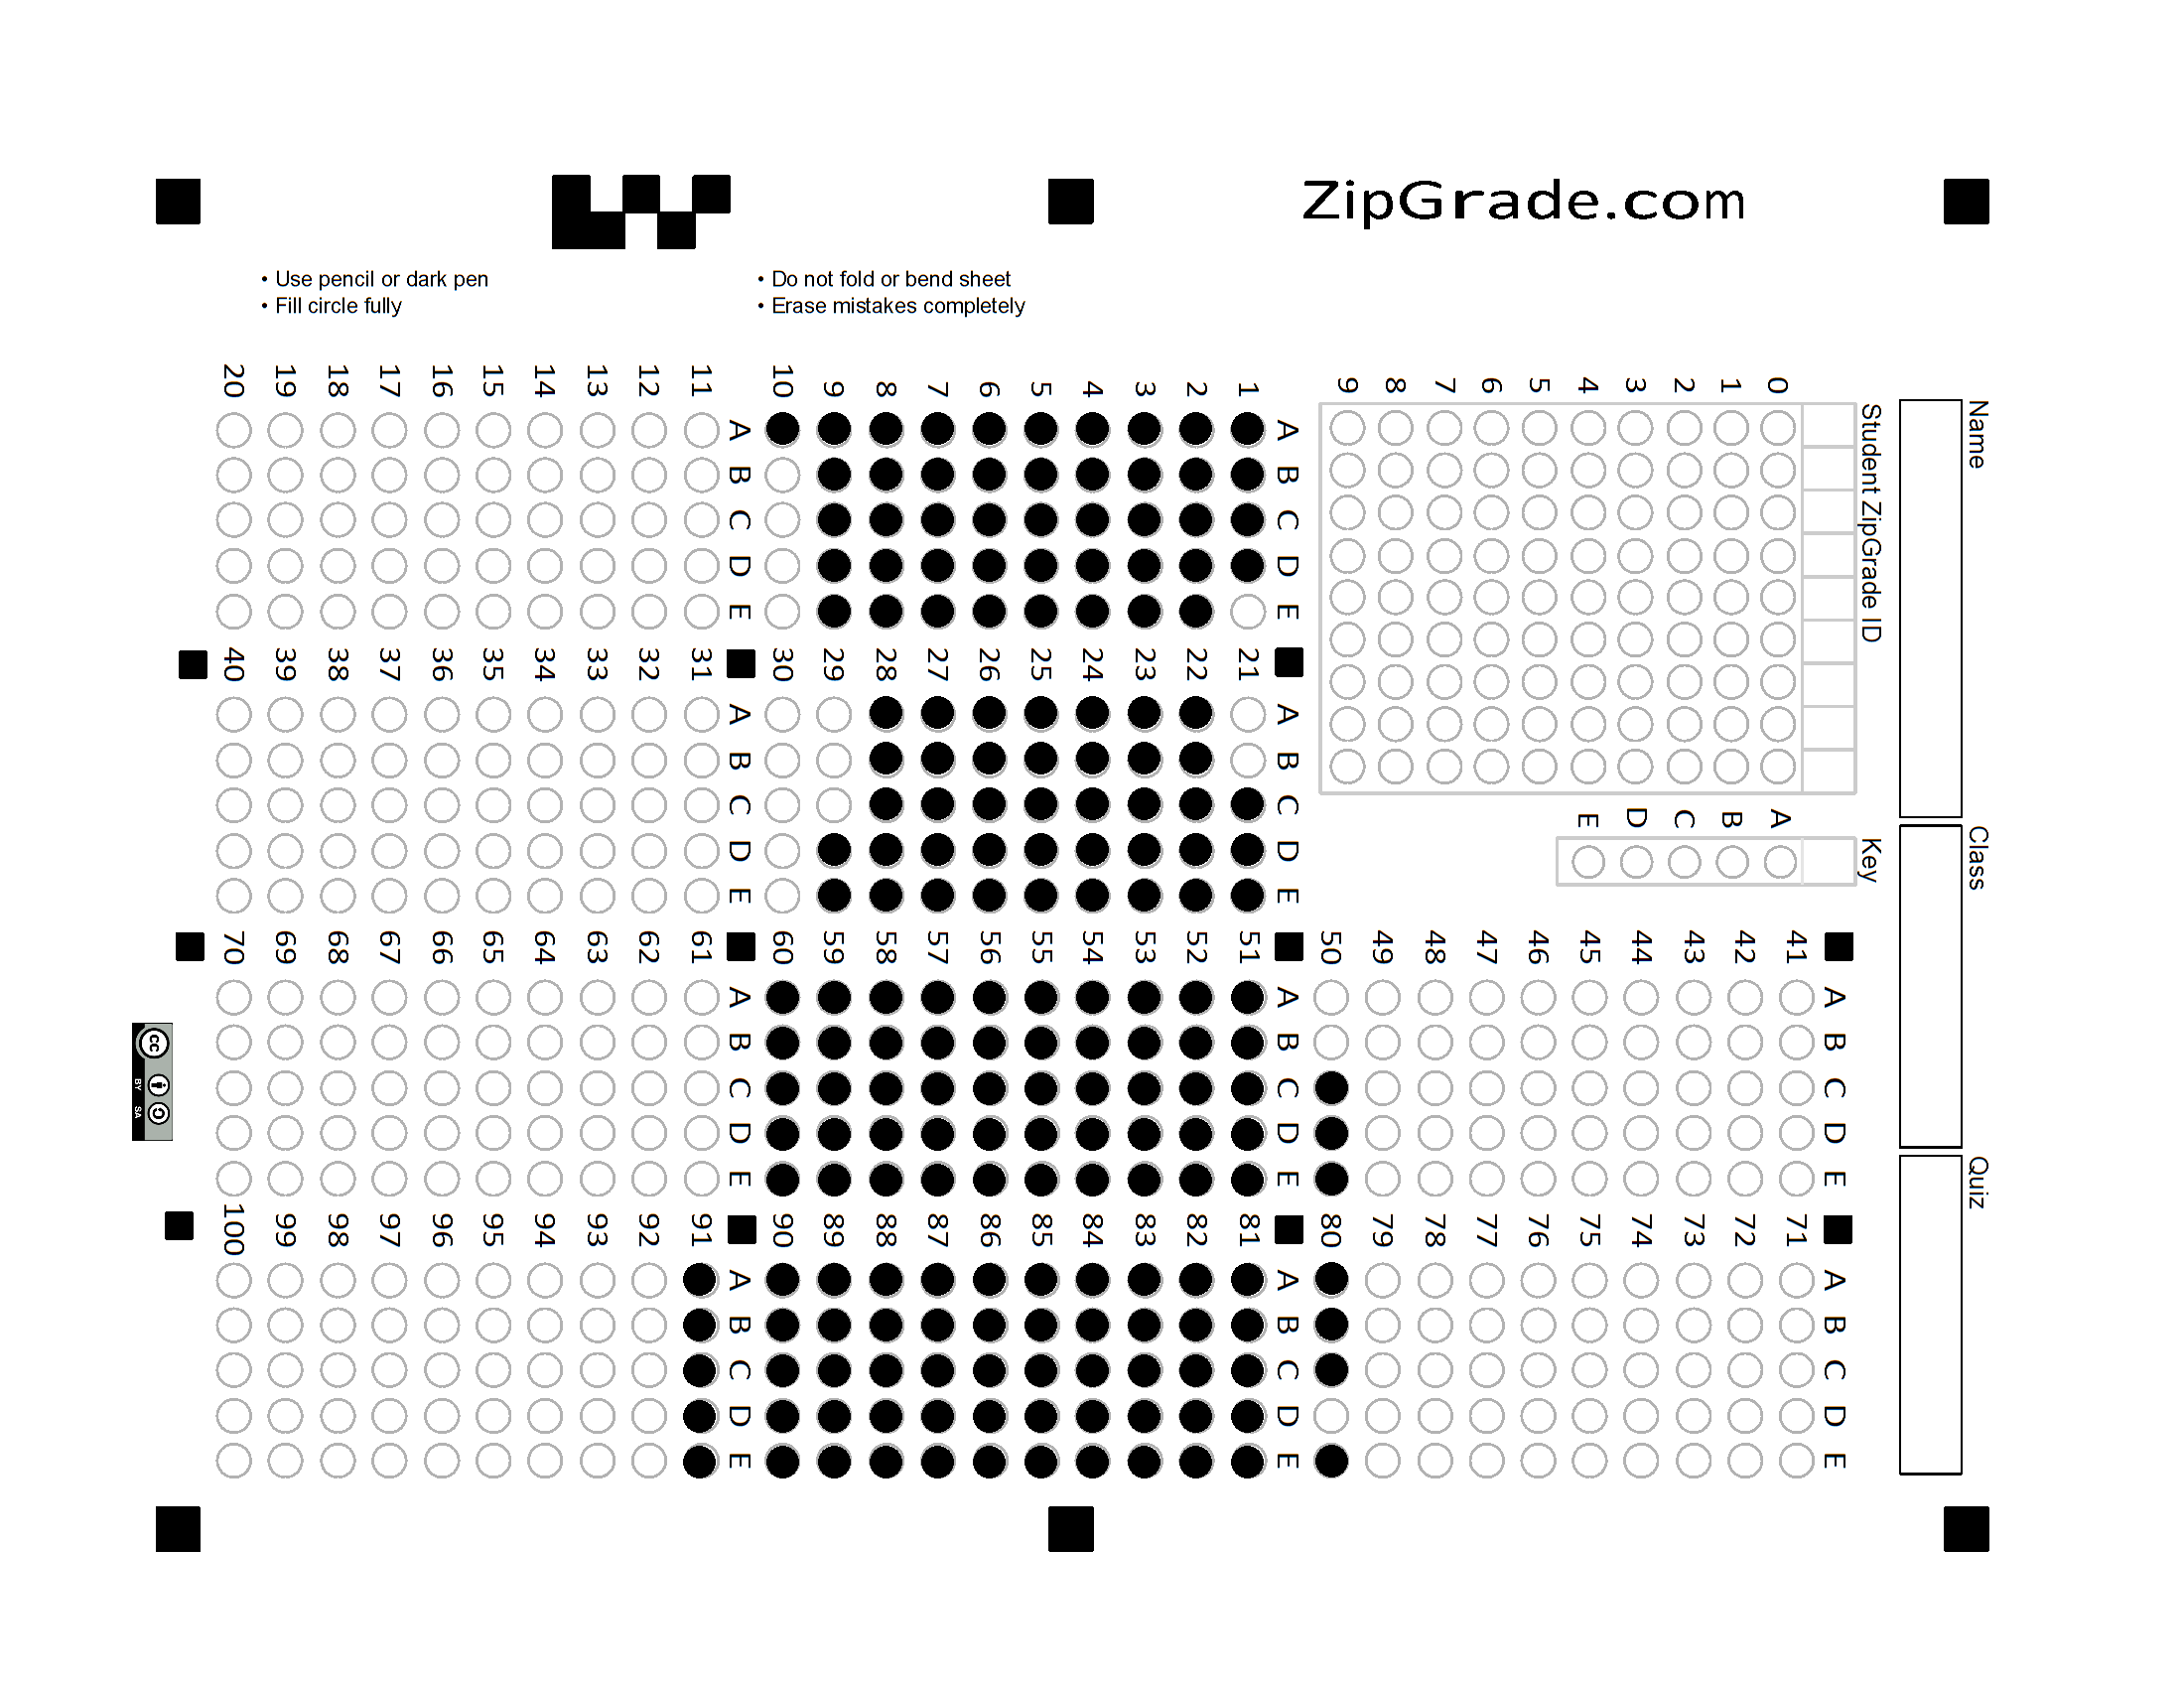 ZipGrade.com
• Use pencil or dark pen
• Fill circle fully
• Do not fold or bend sheet
• Erase mistakes completely
Name
Class
Quiz
Student ZipGrade ID
0 1 2 3 4 5 6 7 8 9
Key
A B C D E
1 2 3 4 5 6 7 8 9 10
A B C D E
11 12 13 14 15 16 17 18 19 20
A B C D E
21 22 23 24 25 26 27 28 29 30
A B C D E
31 32 33 34 35 36 37 38 39 40
A B C D E
41 42 43 44 45 46 47 48 49 50
A B C D E
51 52 53 54 55 56 57 58 59 60
A B C D E
61 62 63 64 65 66 67 68 69 70
A B C D E
71 72 73 74 75 76 77 78 79 80
A B C D E
81 82 83 84 85 86 87 88 89 90
A B C D E
91 92 93 94 95 96 97 98 99 100
A B C D E
cc
BY SA